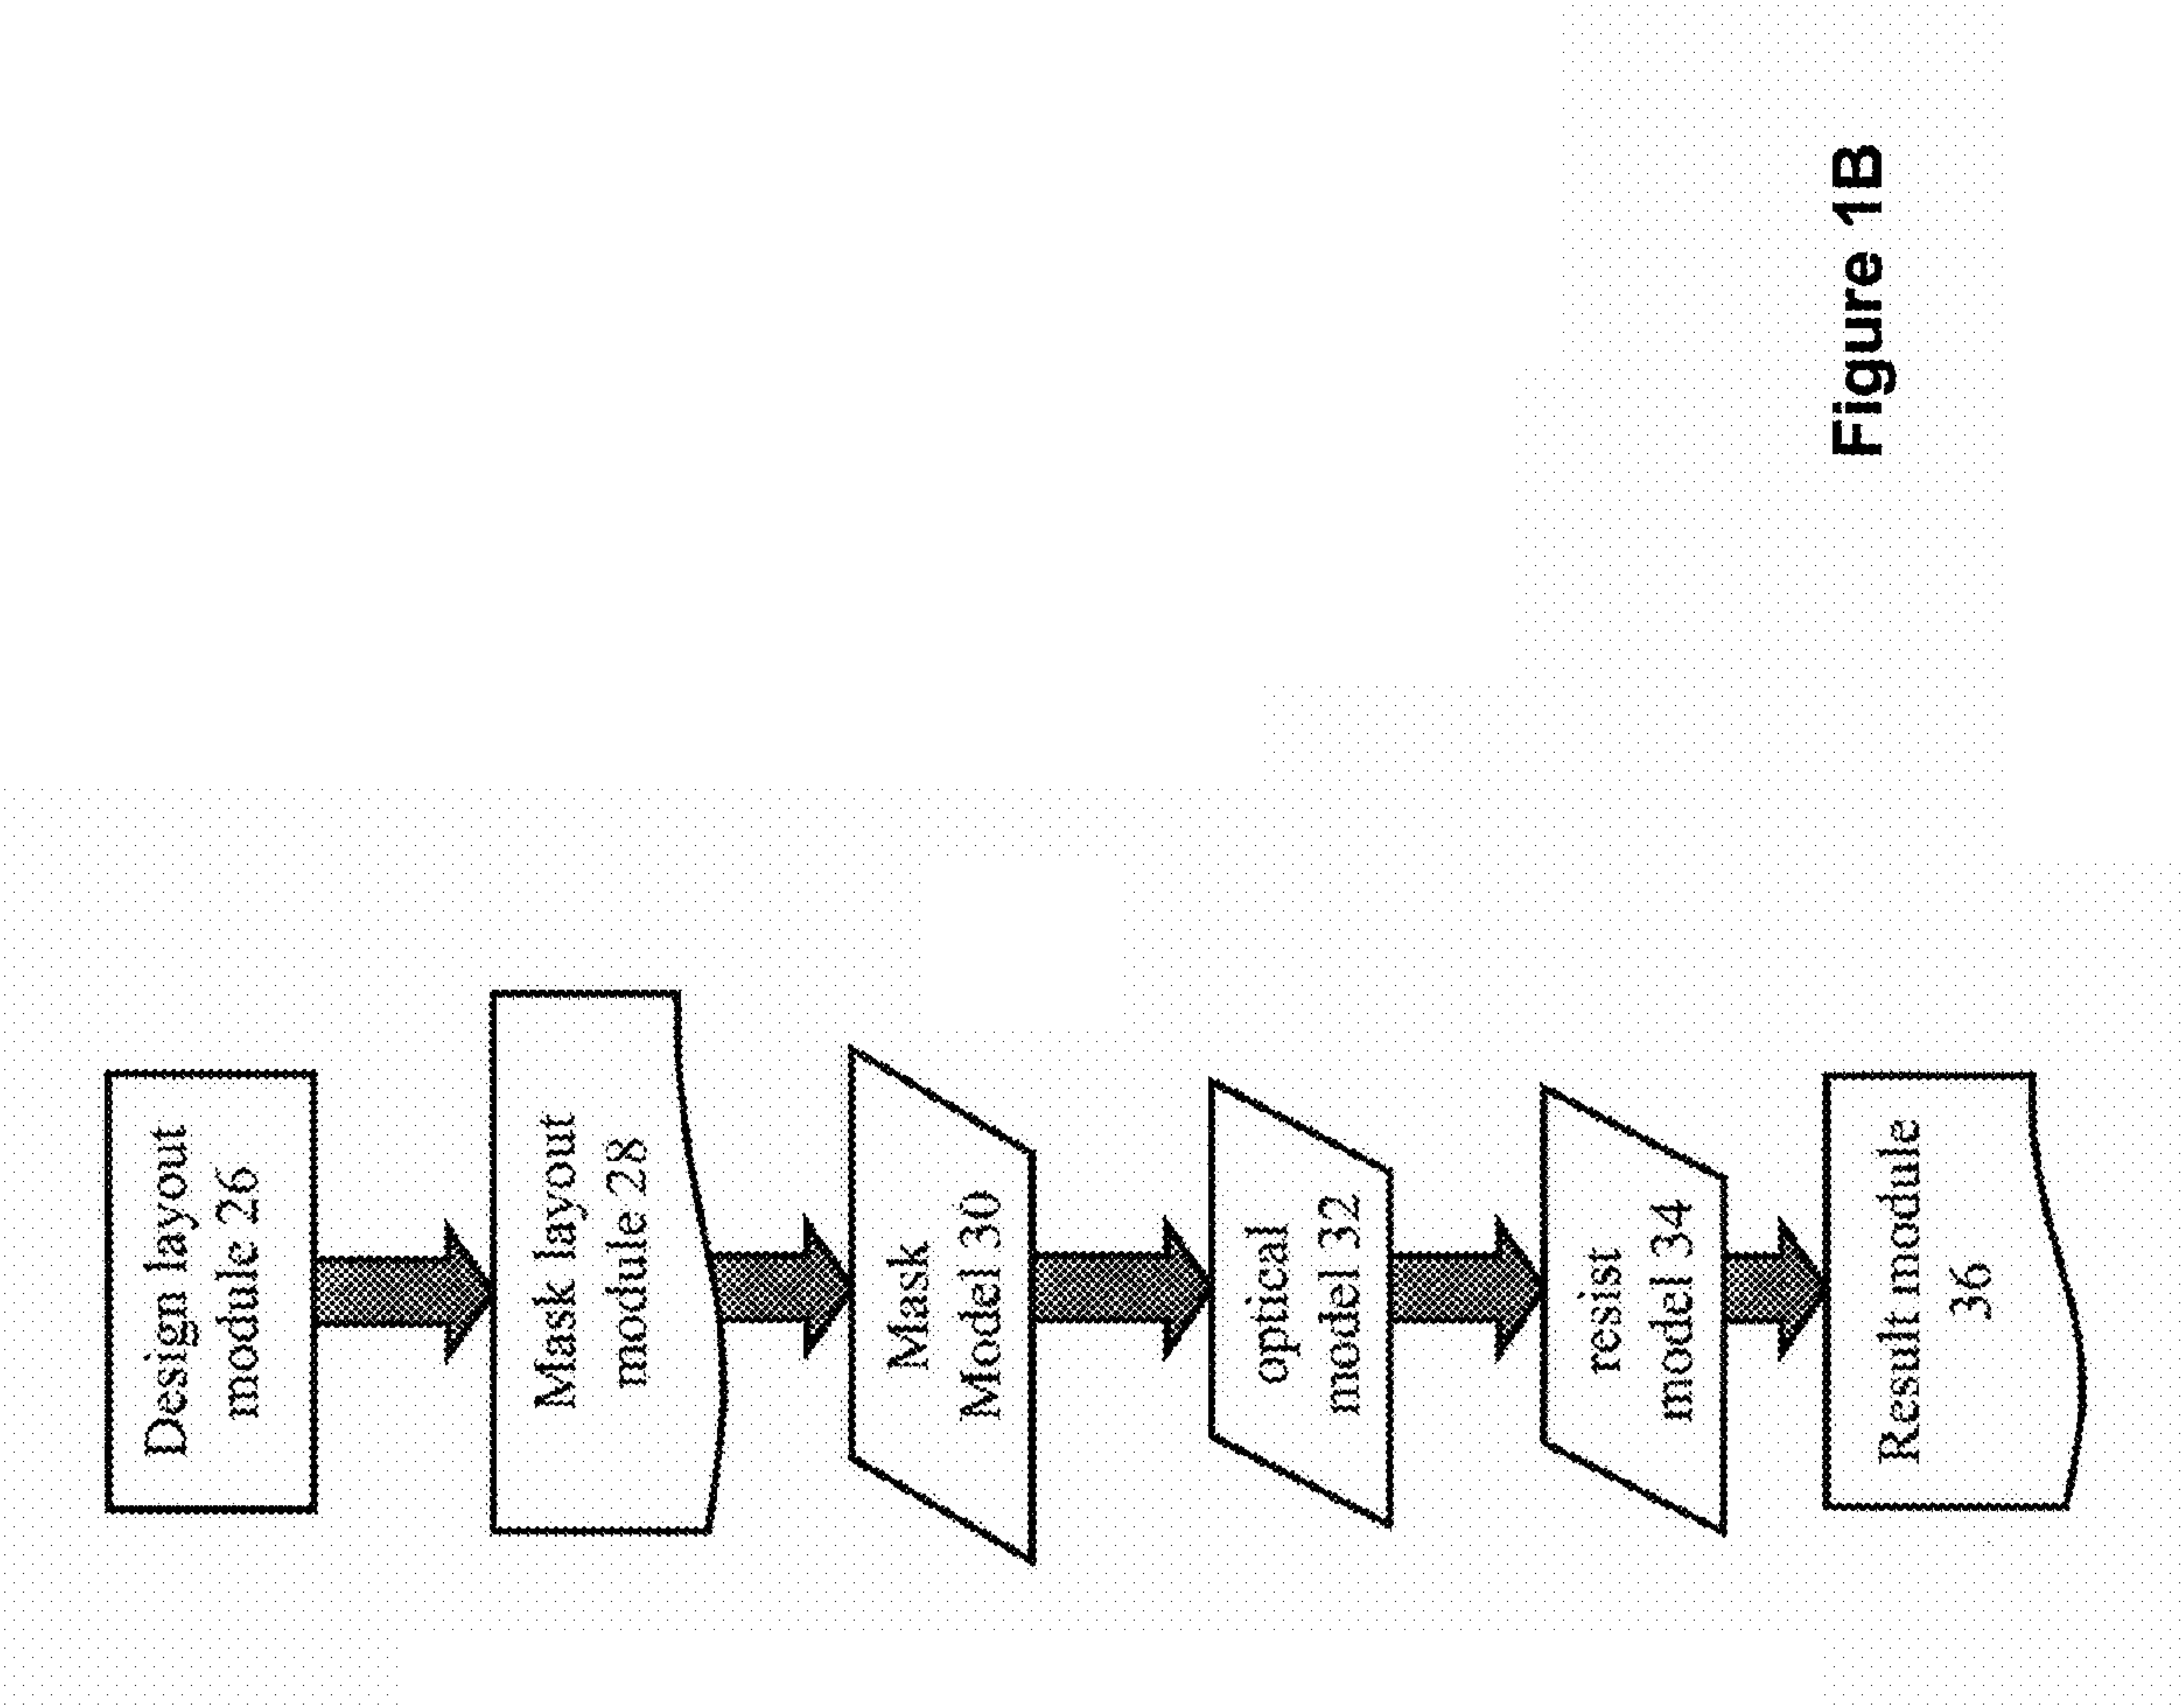 Design layout
module 26
Mask layout
module 28
Mask
Model 30
optical
model 32
resist
model 34
Result module
36
Figure 1B